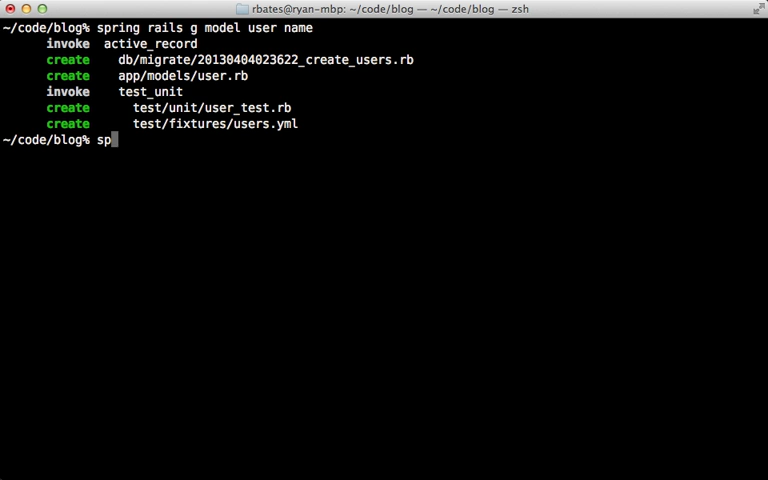 rbates@ryan-mbp: ~/code/blog — ~/code/blog — zsh
~/code/blog% spring rails g model user name
invoke active_record
create db/migrate/20130404023622_create_users.rb
create app/models/user.rb
invoke test_unit
create test/unit/user_test.rb
create test/fixtures/users.yml
~/code/blog% sp